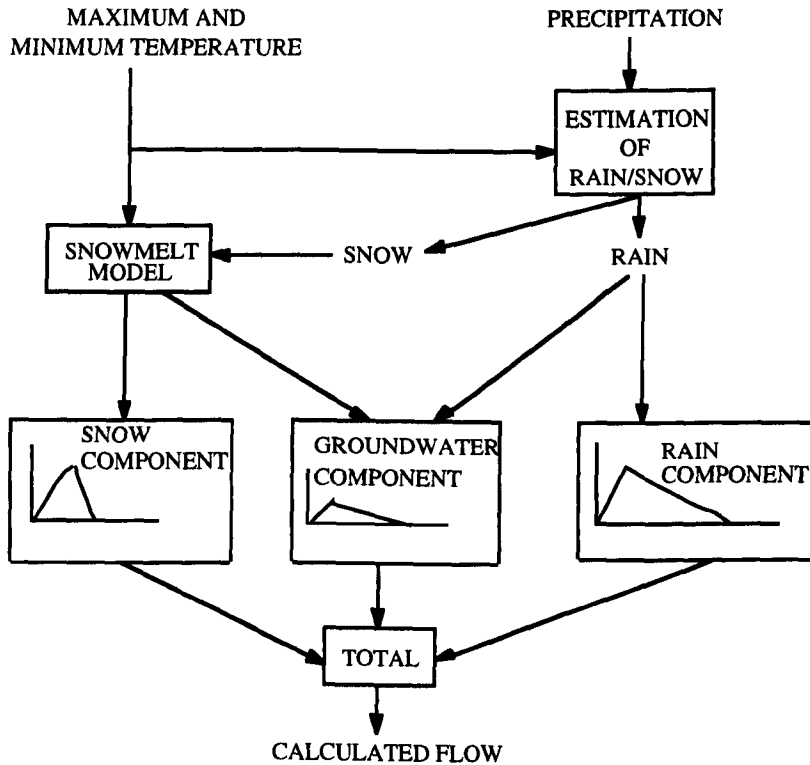 MAXIMUM AND
MINIMUM TEMPERATURE
PRECIPITATION
ESTIMATION
OF
RAIN/SNOW
SNOWMELT
MODEL
SNOW
RAIN
SNOW
COMPONENT
GROUNDWATER
COMPONENT
RAIN
COMPONENT
TOTAL
CALCULATED FLOW